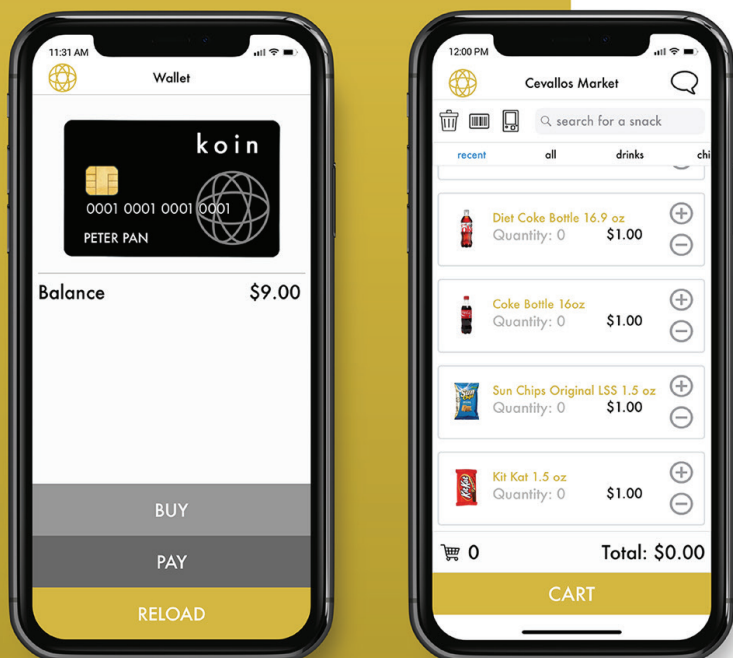 11:31 AM
Wallet
koin
0001 0001 0001 0001
PETER PAN
Balance $9.00
BUY
PAY
RELOAD
12:00 PM
Cevallos Market
search for a snack
recent all drinks chi
Diet Coke Bottle 16.9 oz
Quantity: 0 $1.00
Coke Bottle 16oz
Quantity: 0 $1.00
Sun Chips Original LSS 1.5 oz
Quantity: 0 $1.00
Kit Kat 1.5 oz
Quantity: 0 $1.00
0 Total: $0.00
CART